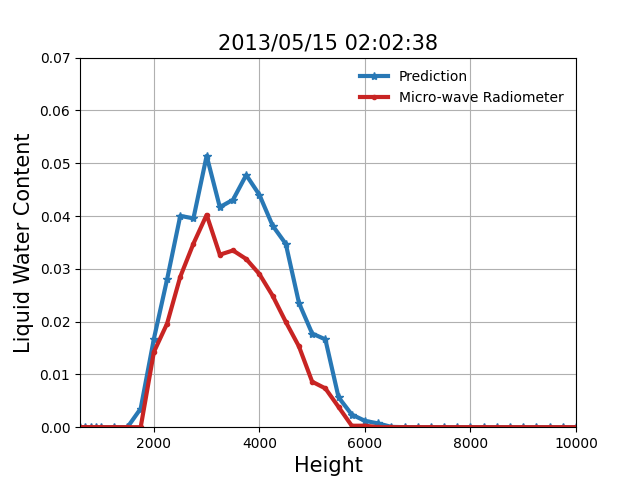 2013/05/15 02:02:38
0.07
0.06
0.05
0.04
0.03
0.02
0.01
0.00
Liquid Water Content
Prediction
Micro-wave Radiometer
2000 4000 6000 8000 10000
Height